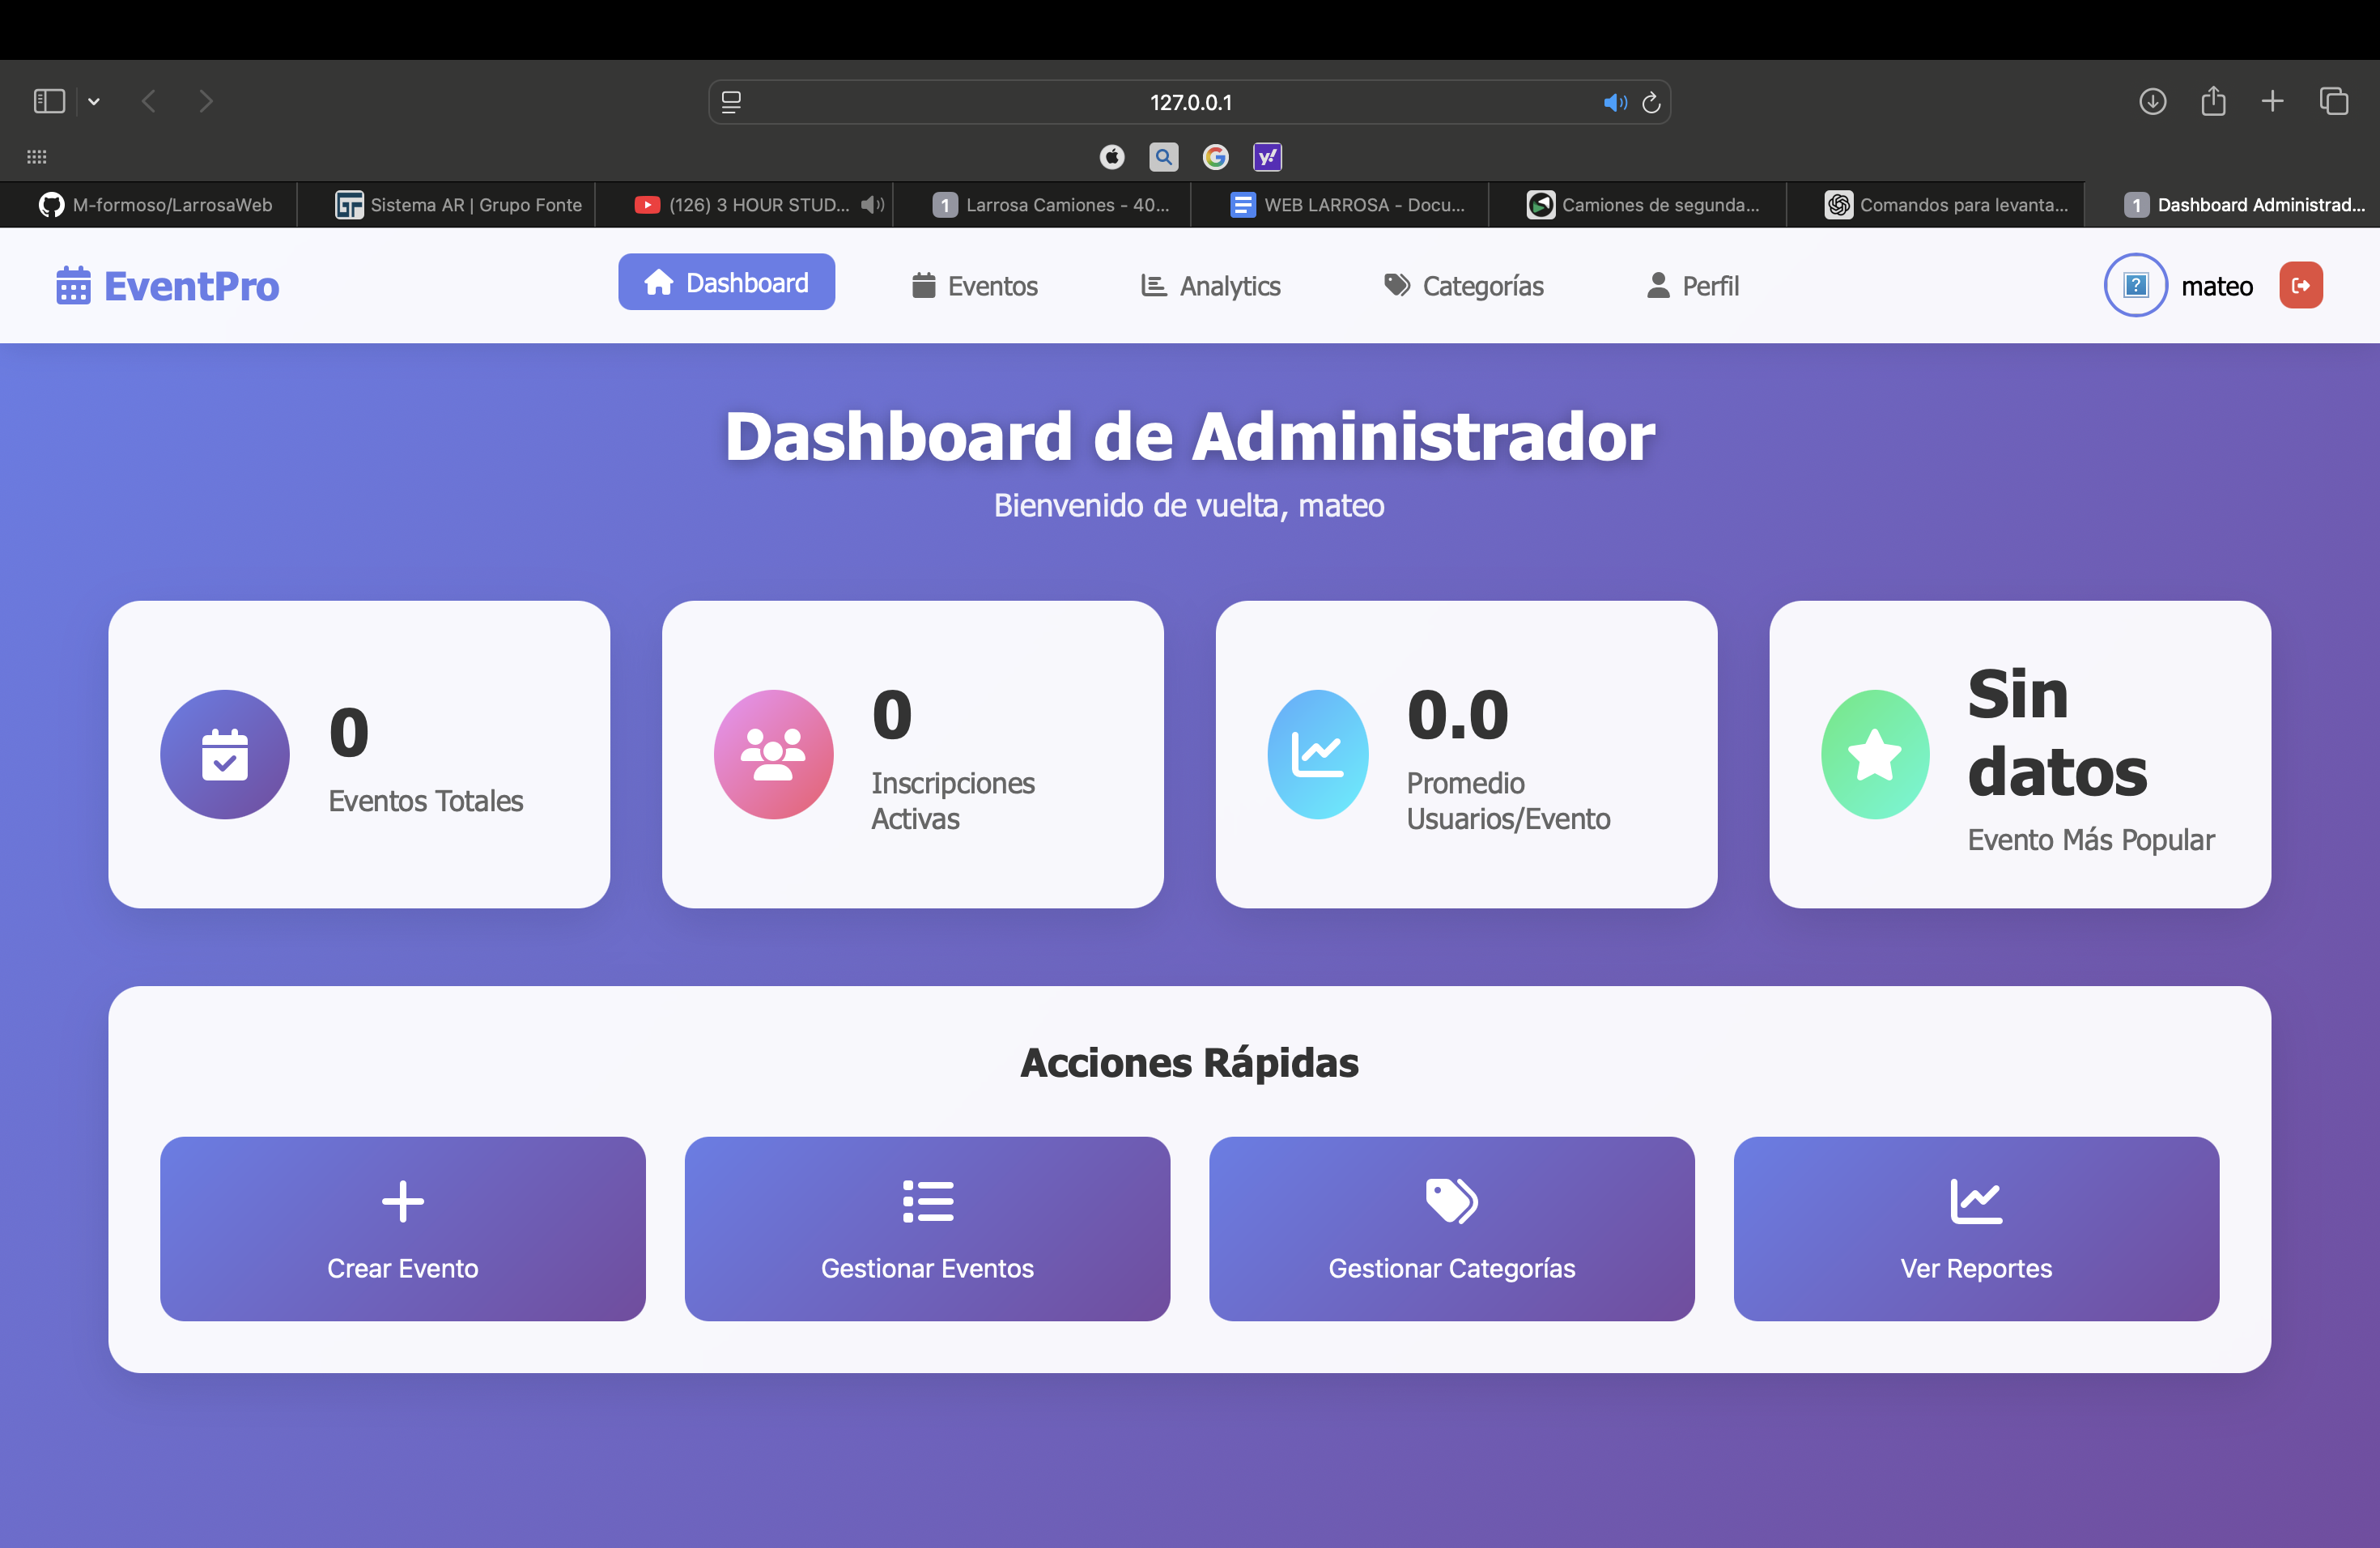 127.0.0.1
M-formoso/LarrosaWeb
Sistema AR | Grupo Fonte
(126) 3 HOUR STUD...
1 Larrosa Camiones - 40...
WEB LARROSA - Docu...
Camiones de segunda...
Comandos para levanta...
1 Dashboard Administrad...
EventPro
Dashboard
Eventos
Analytics
Categorías
Perfil
mateo
Dashboard de Administrador
Bienvenido de vuelta, mateo
0
Eventos Totales
0
Inscripciones
Activas
0.0
Promedio
Usuarios/Evento
Sin
datos
Evento Más Popular
Acciones Rápidas
Crear Evento
Gestionar Eventos
Gestionar Categorías
Ver Reportes